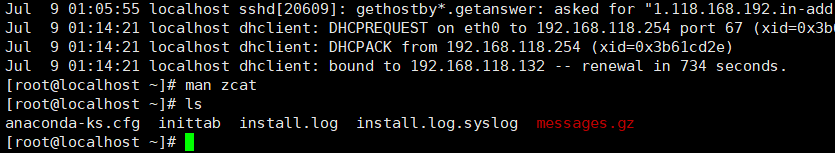 Jul  9 01:05:55 localhost sshd[20609]: gethostby*.getanswer: asked for "1.118.168.192.in-add
Jul  9 01:14:21 localhost dhclient: DHCPREQUEST on eth0 to 192.168.118.254 port 67 (xid=0x3b
Jul  9 01:14:21 localhost dhclient: DHCPACK from 192.168.118.254 (xid=0x3b61cd2e)
Jul  9 01:14:21 localhost dhclient: bound to 192.168.118.132 -- renewal in 734 seconds.
[root@localhost ~]# man zcat
[root@localhost ~]# ls
anaconda-ks.cfg  inittab  install.log  install.log.syslog  messages.gz
[root@localhost ~]#